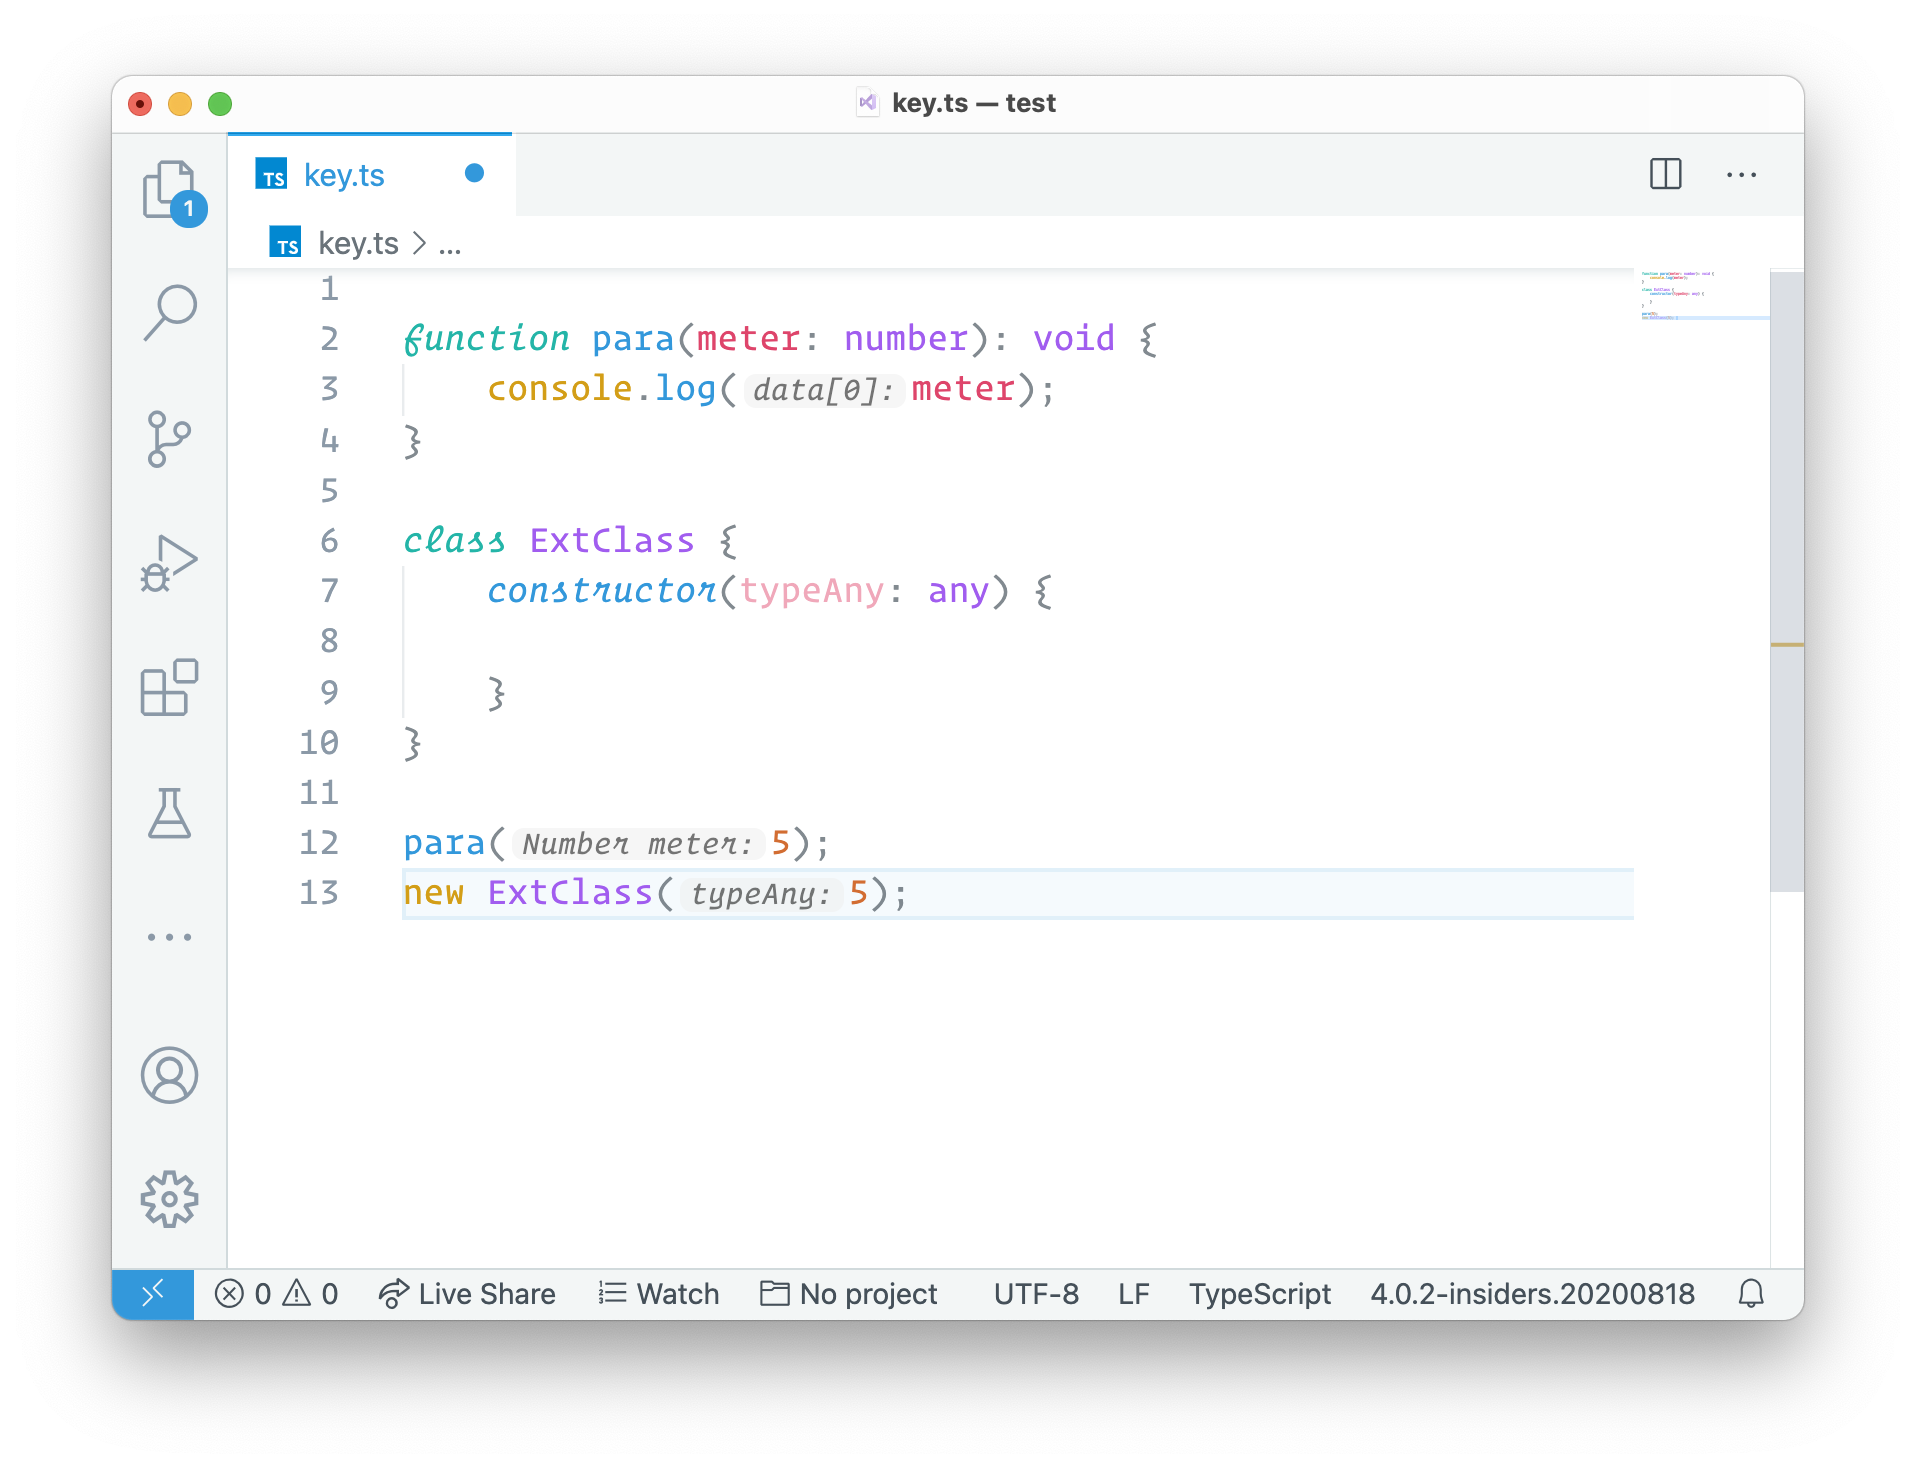 key.ts — test
TS key.ts
1
TS key.ts > ...
1
2 function para(meter: number): void {
3 console.log( data[0]: meter);
4 }
5
6 class ExtClass {
7 constructor(typeAny: any) {
8
9 }
10 }
11
12 para( Number meter: 5);
13 new ExtClass( typeAny: 5);
0 0 Live Share Watch No project UTF-8 LF TypeScript 4.0.2-insiders.20200818